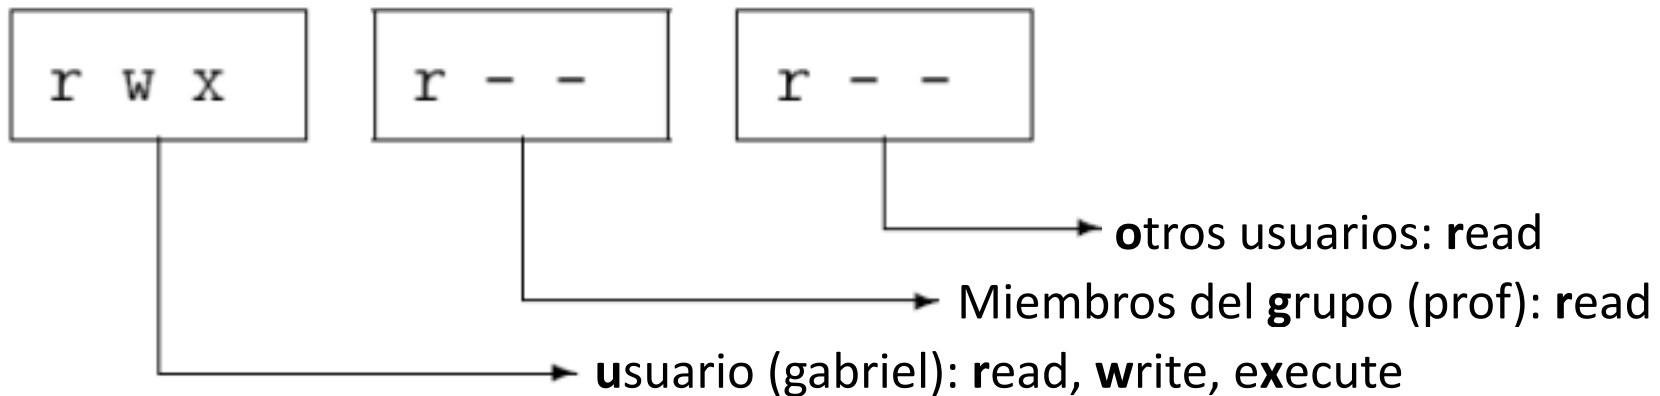 r w x r - - r - -
otros usuarios: read
Miembros del grupo (prof): read
usuario (gabriel): read, write, execute